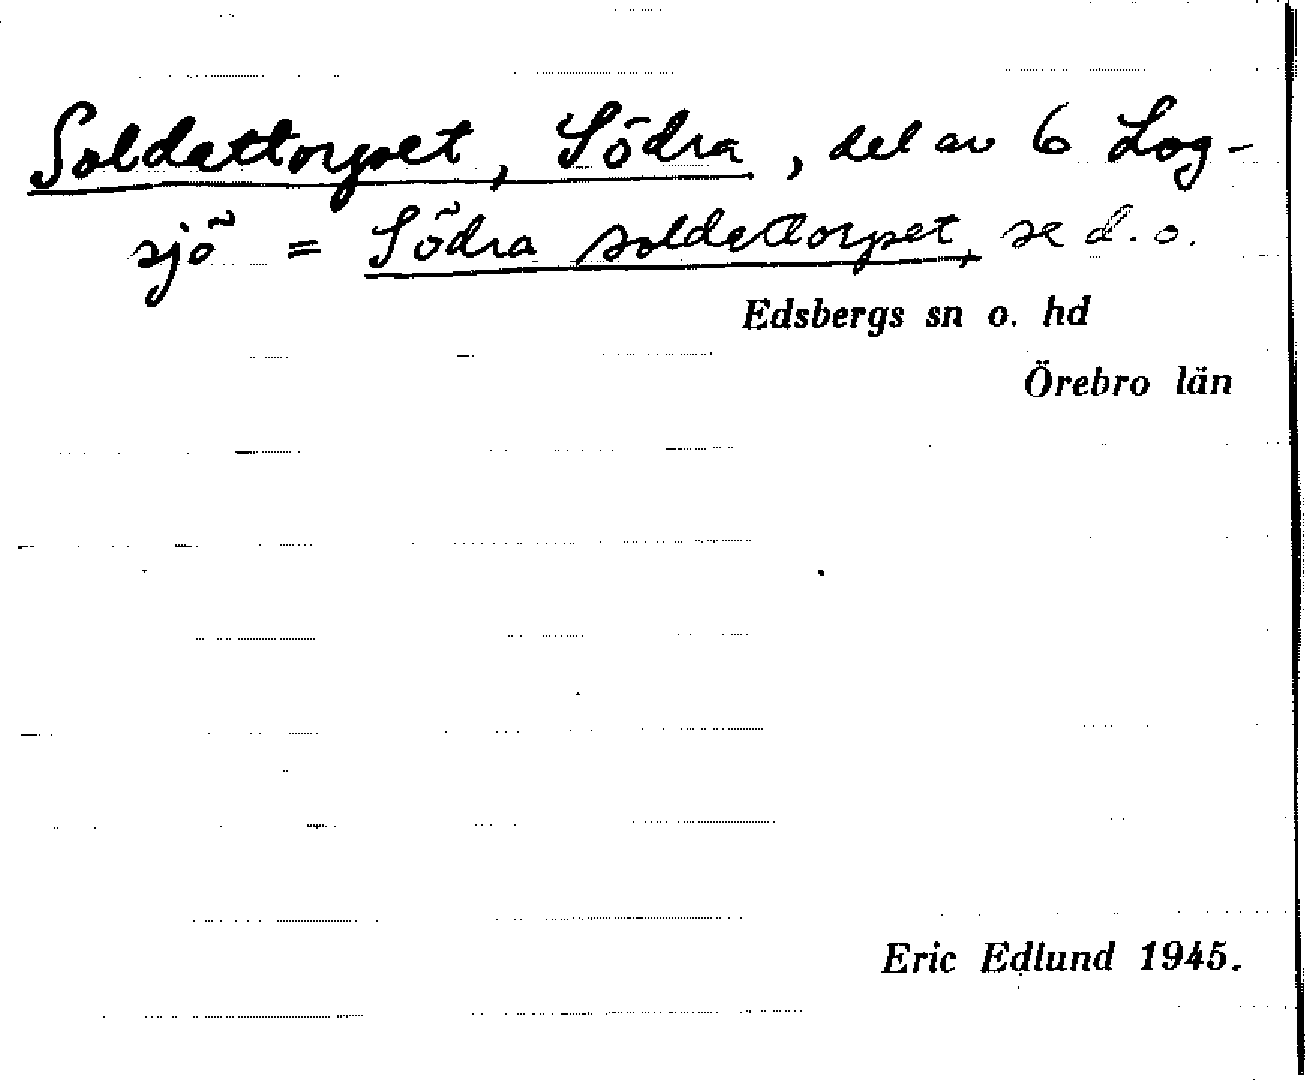 Soldattorpet, Södra, del av 6 Log-
sjö = Södra soldattorpet, se d. o.
Edsbergs sn o. hd
Örebro län
Eric Edlund 1945.